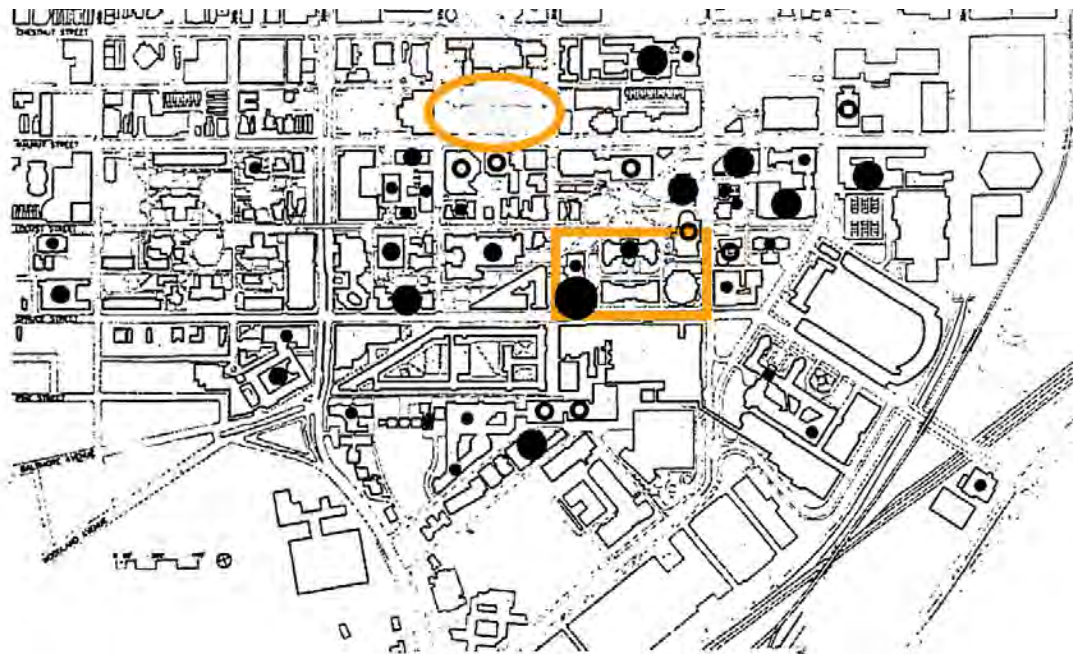 CHESTNUT STREET
WALNUT STREET
LOCUST STREET
SPRUCE STREET
PINE STREET
BALTIMORE AVENUE
WOODLAND AVENUE